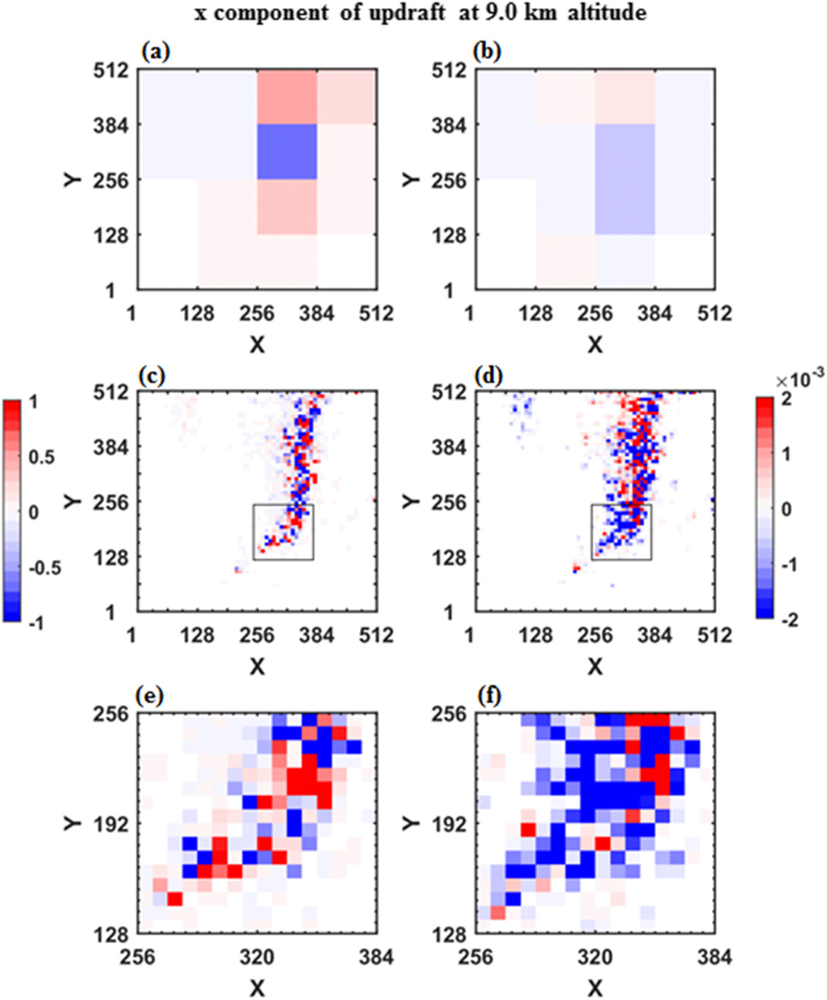 x component of updraft at 9.0 km altitude
(a) (b)
512 512
384 384
Y 256 Y 256
128 128
1 1
1 128 256 384 512 1 128 256 384 512
X X
(c) (d)
×10⁻³
512 512
1 2
384 384
0.5 1
Y 256 Y 256
0 0
128 128
-0.5 -1
1 1
-1 -2
1 128 256 384 512 1 128 256 384 512
X X
(e) (f)
256 256
Y 192 Y 192
128 128
256 320 384 256 320 384
X X